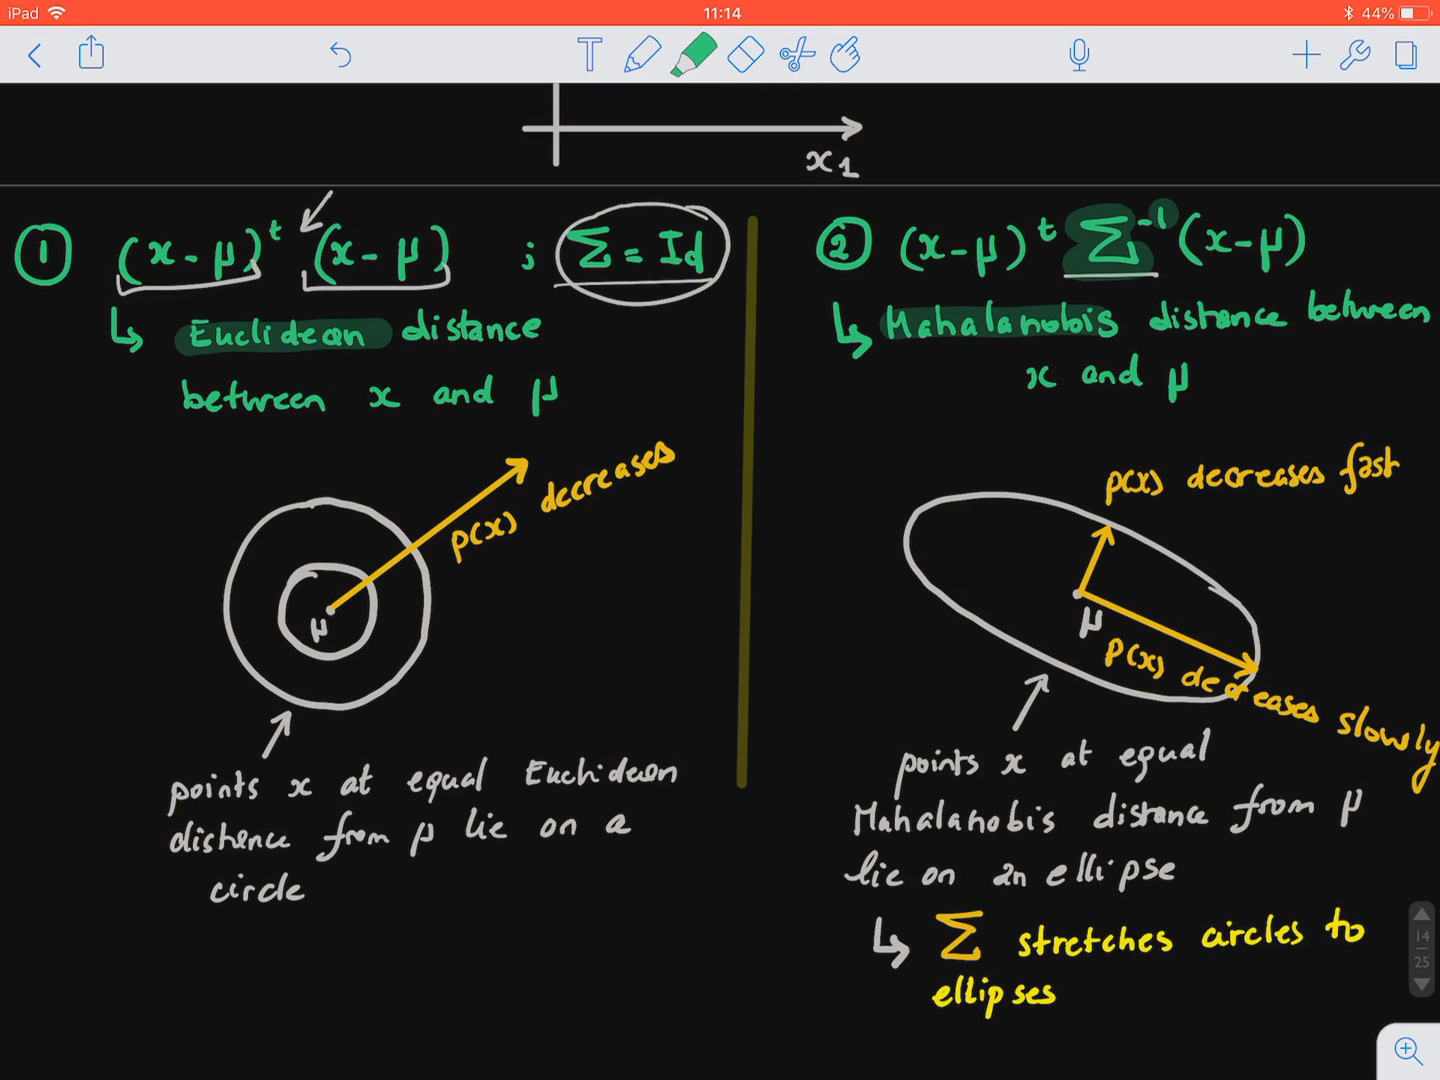 iPad
11:14
44%
T
x1
① (x-μ)ᵗ (x-μ) ; Σ = Id
↳ Euclidean distance
between x and μ
p(x) decreases
μ
points x at equal Euclidean
distance from μ lie on a
circle
② (x-μ)ᵗ Σ⁻¹ (x-μ)
↳ Mahalanobis distance between
x and μ
p(x) decreases fast
μ
p(x) decreases slowly
points x at equal
Mahalanobis distance from μ
lie on an ellipse
↳ Σ stretches circles to
ellipses
14
25